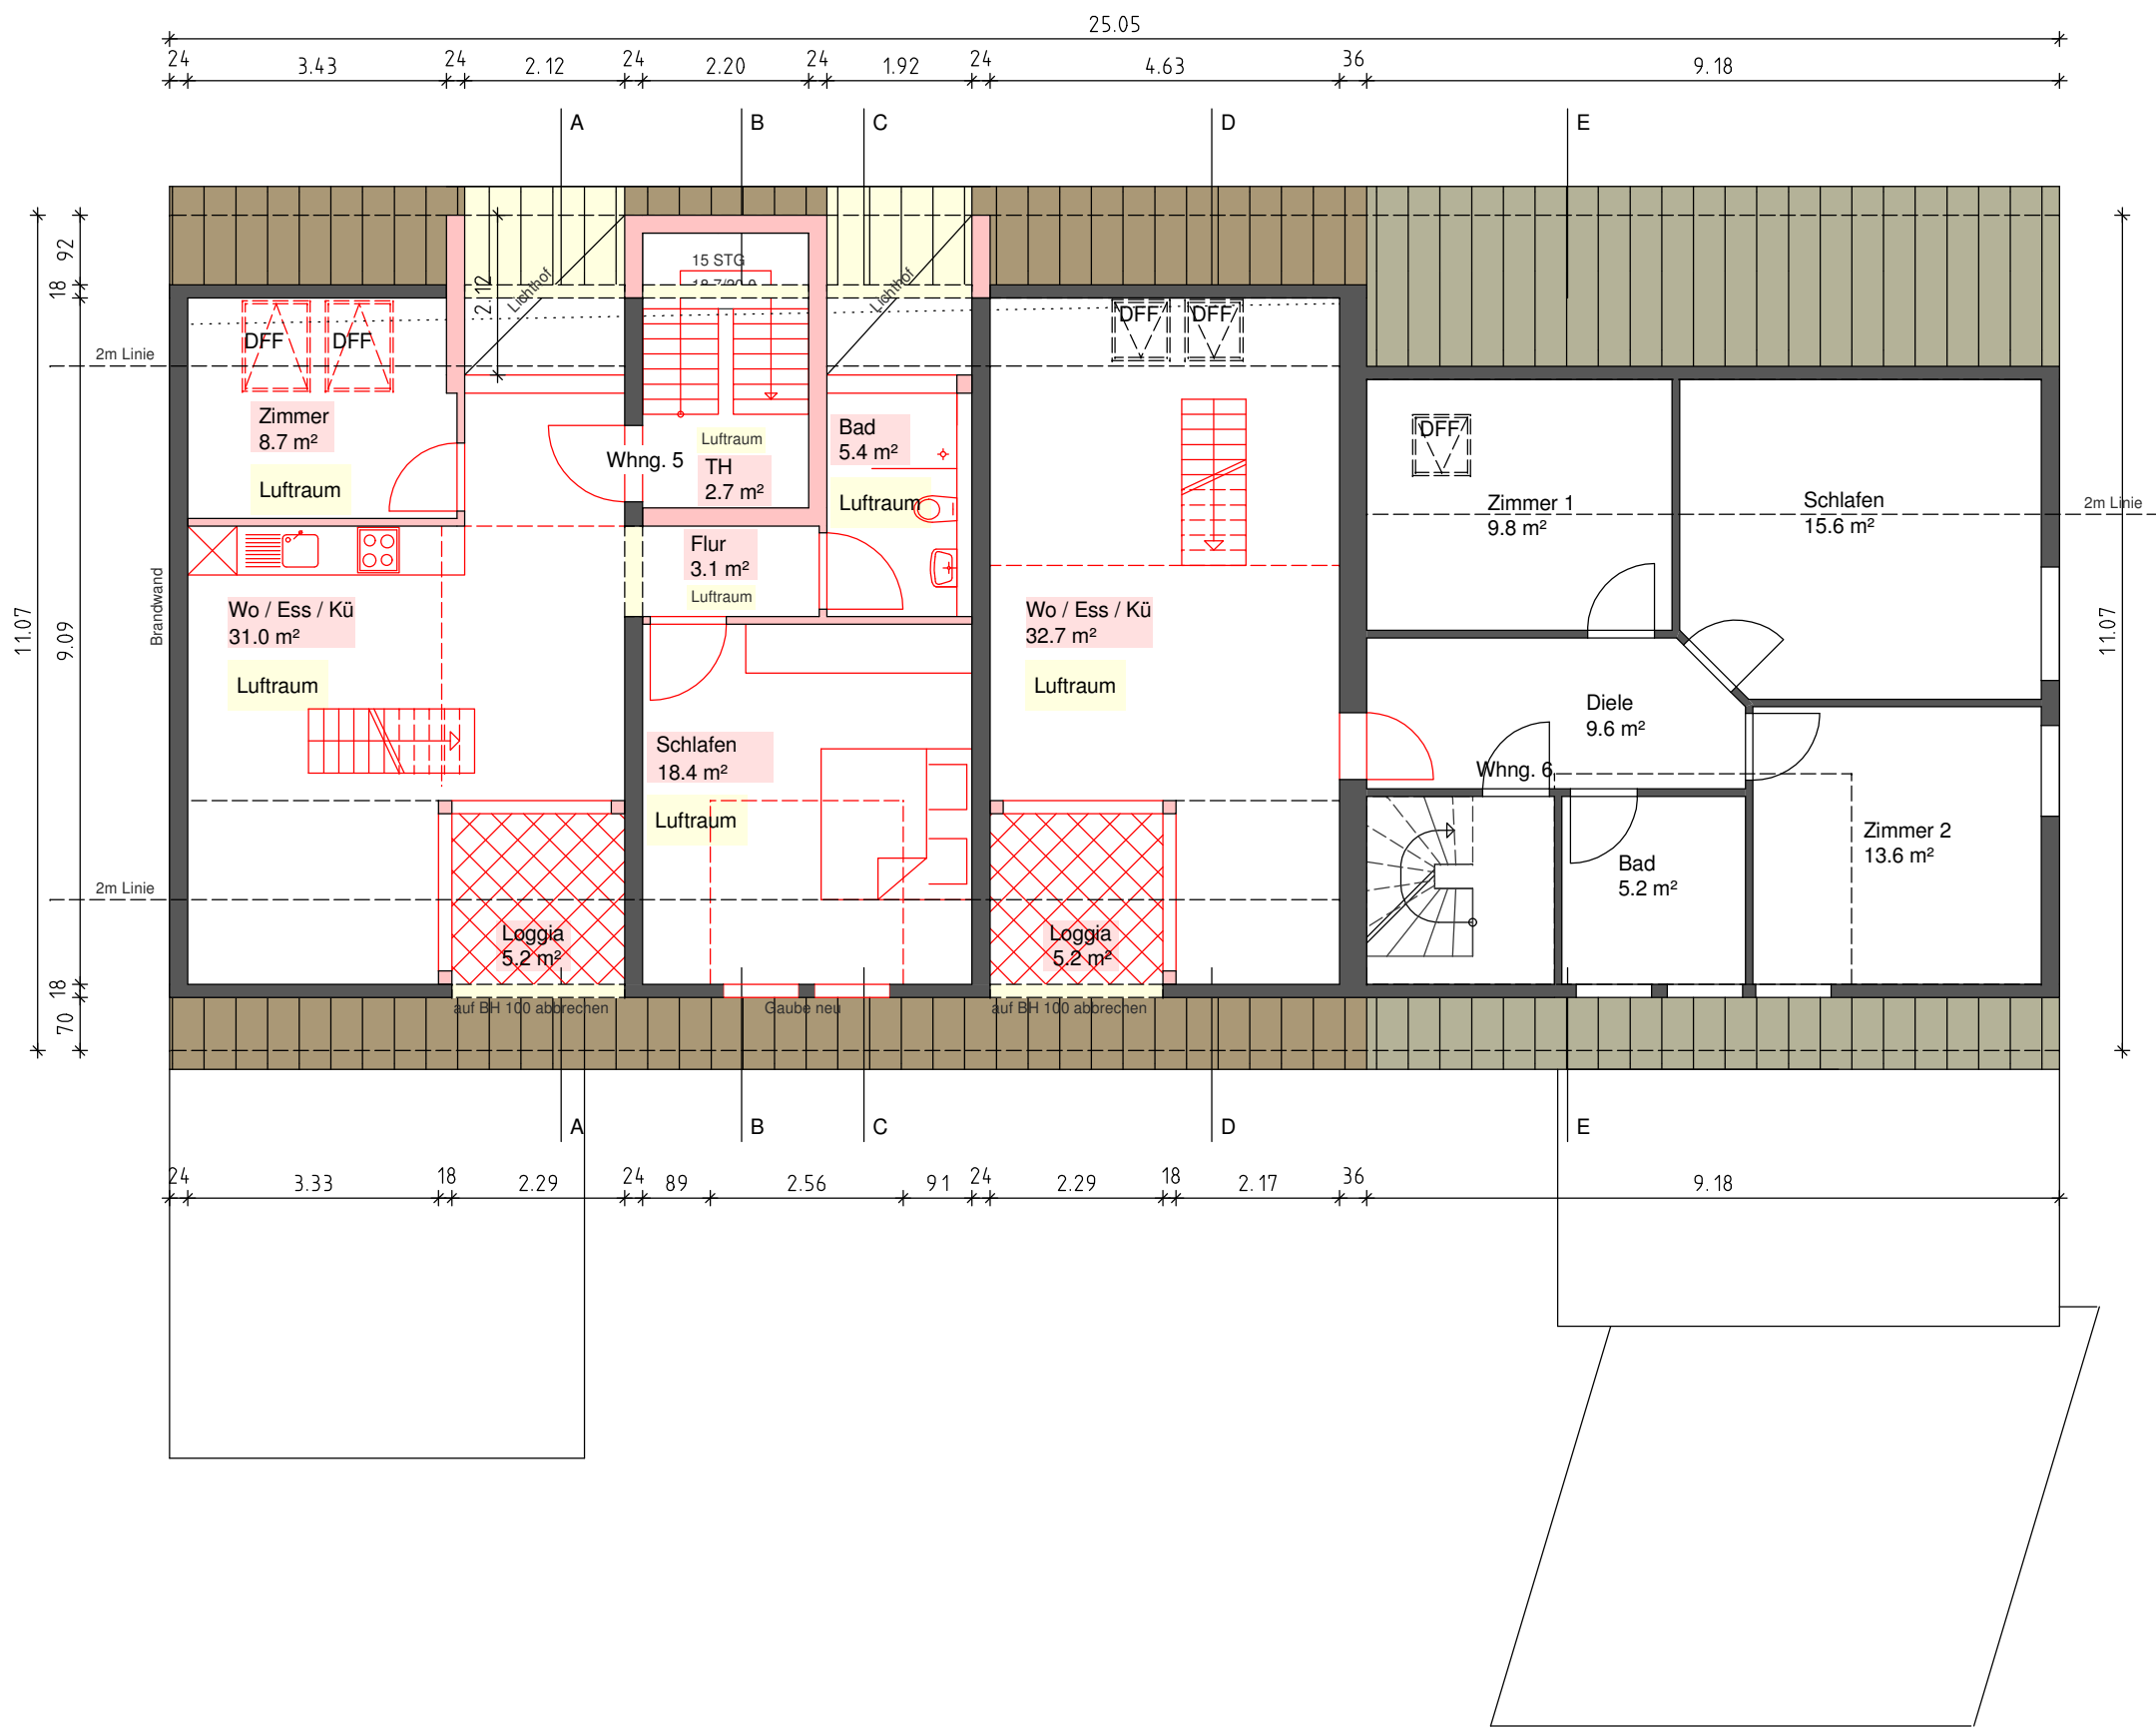 25.05
24
3.43
24
2.12
24
2.20
24
1.92
24
4.63
36
9.18
A
B
C
D
E
92
18
11.07
9.09
18
70
11.07
2m Linie
2m Linie
2m Linie
Brandwand
2.12
Lichthof
Lichthof
15 STG
DFF
DFF
DFF
DFF
DFF
Zimmer
8.7 m²
Luftraum
Whng. 5
Luftraum
TH
2.7 m²
Bad
5.4 m²
Luftraum
Flur
3.1 m²
Luftraum
Zimmer 1
9.8 m²
Schlafen
15.6 m²
Wo / Ess / Kü
31.0 m²
Luftraum
Wo / Ess / Kü
32.7 m²
Luftraum
Schlafen
18.4 m²
Luftraum
Diele
9.6 m²
Whng. 6
Zimmer 2
13.6 m²
Bad
5.2 m²
Loggia
5.2 m²
Loggia
5.2 m²
auf BH 100 abbrechen
Gaube neu
auf BH 100 abbrechen
A
B
C
D
E
24
3.33
18
2.29
24
89
2.56
91
24
2.29
18
2.17
36
9.18